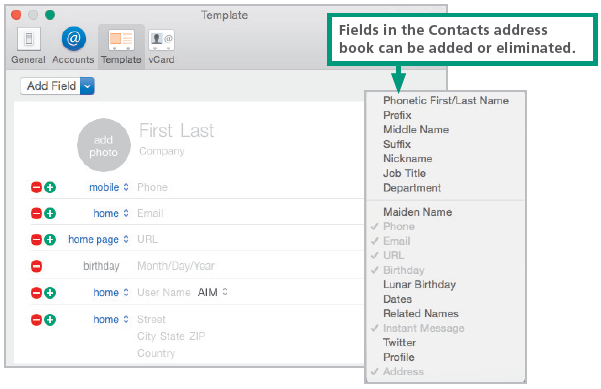 Template
Fields in the Contacts address
book can be added or eliminated.
General Accounts Template vCard
Add Field
add
photo
First Last
Company
mobile Phone
home Email
home page URL
birthday Month/Day/Year
home User Name AIM
home Street
City State ZIP
Country
Phonetic First/Last Name
Prefix
Middle Name
Suffix
Nickname
Job Title
Department
Maiden Name
✓ Phone
✓ Email
✓ URL
✓ Birthday
Lunar Birthday
Dates
Related Names
✓ Instant Message
Twitter
Profile
✓ Address